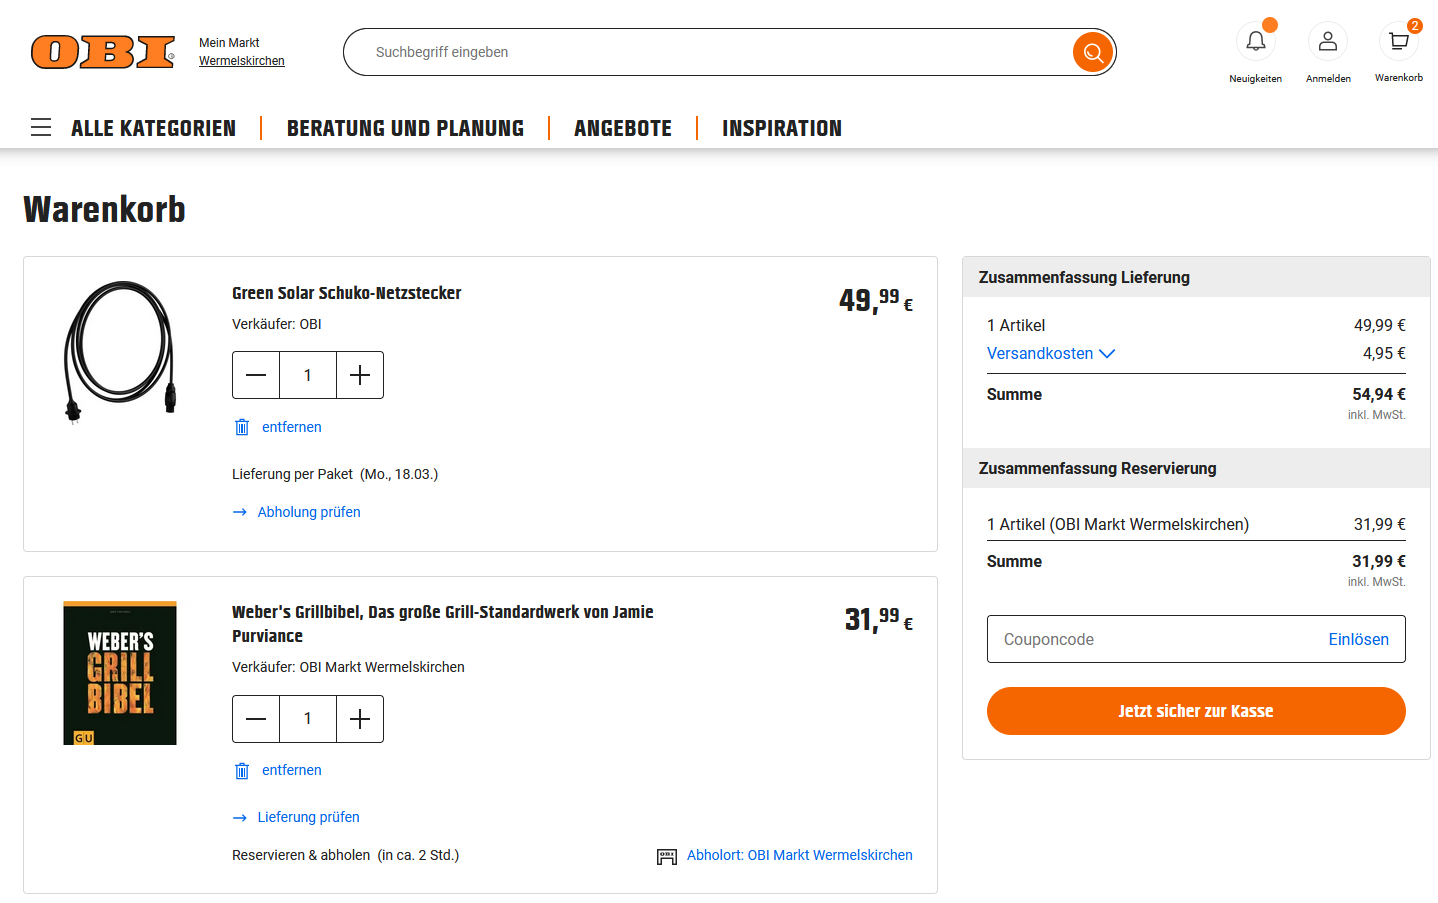 OBI
Mein Markt
Wermelskirchen
Suchbegriff eingeben
Neuigkeiten
Anmelden
2
Warenkorb
ALLE KATEGORIEN
BERATUNG UND PLANUNG
ANGEBOTE
INSPIRATION
Warenkorb
Green Solar Schuko-Netzstecker
49,99 €
Verkäufer: OBI
1
entfernen
Lieferung per Paket (Mo., 18.03.)
Abholung prüfen
WEBER'S
GRILL
BIBEL
GU
Weber's Grillbibel, Das große Grill-Standardwerk von Jamie
Purviance
31,99 €
Verkäufer: OBI Markt Wermelskirchen
1
entfernen
Lieferung prüfen
Reservieren & abholen (in ca. 2 Std.)
OBI
Abholort: OBI Markt Wermelskirchen
Zusammenfassung Lieferung
1 Artikel 49,99 €
Versandkosten 4,95 €
Summe 54,94 €
inkl. MwSt.
Zusammenfassung Reservierung
1 Artikel (OBI Markt Wermelskirchen) 31,99 €
Summe 31,99 €
inkl. MwSt.
Couponcode Einlösen
Jetzt sicher zur Kasse